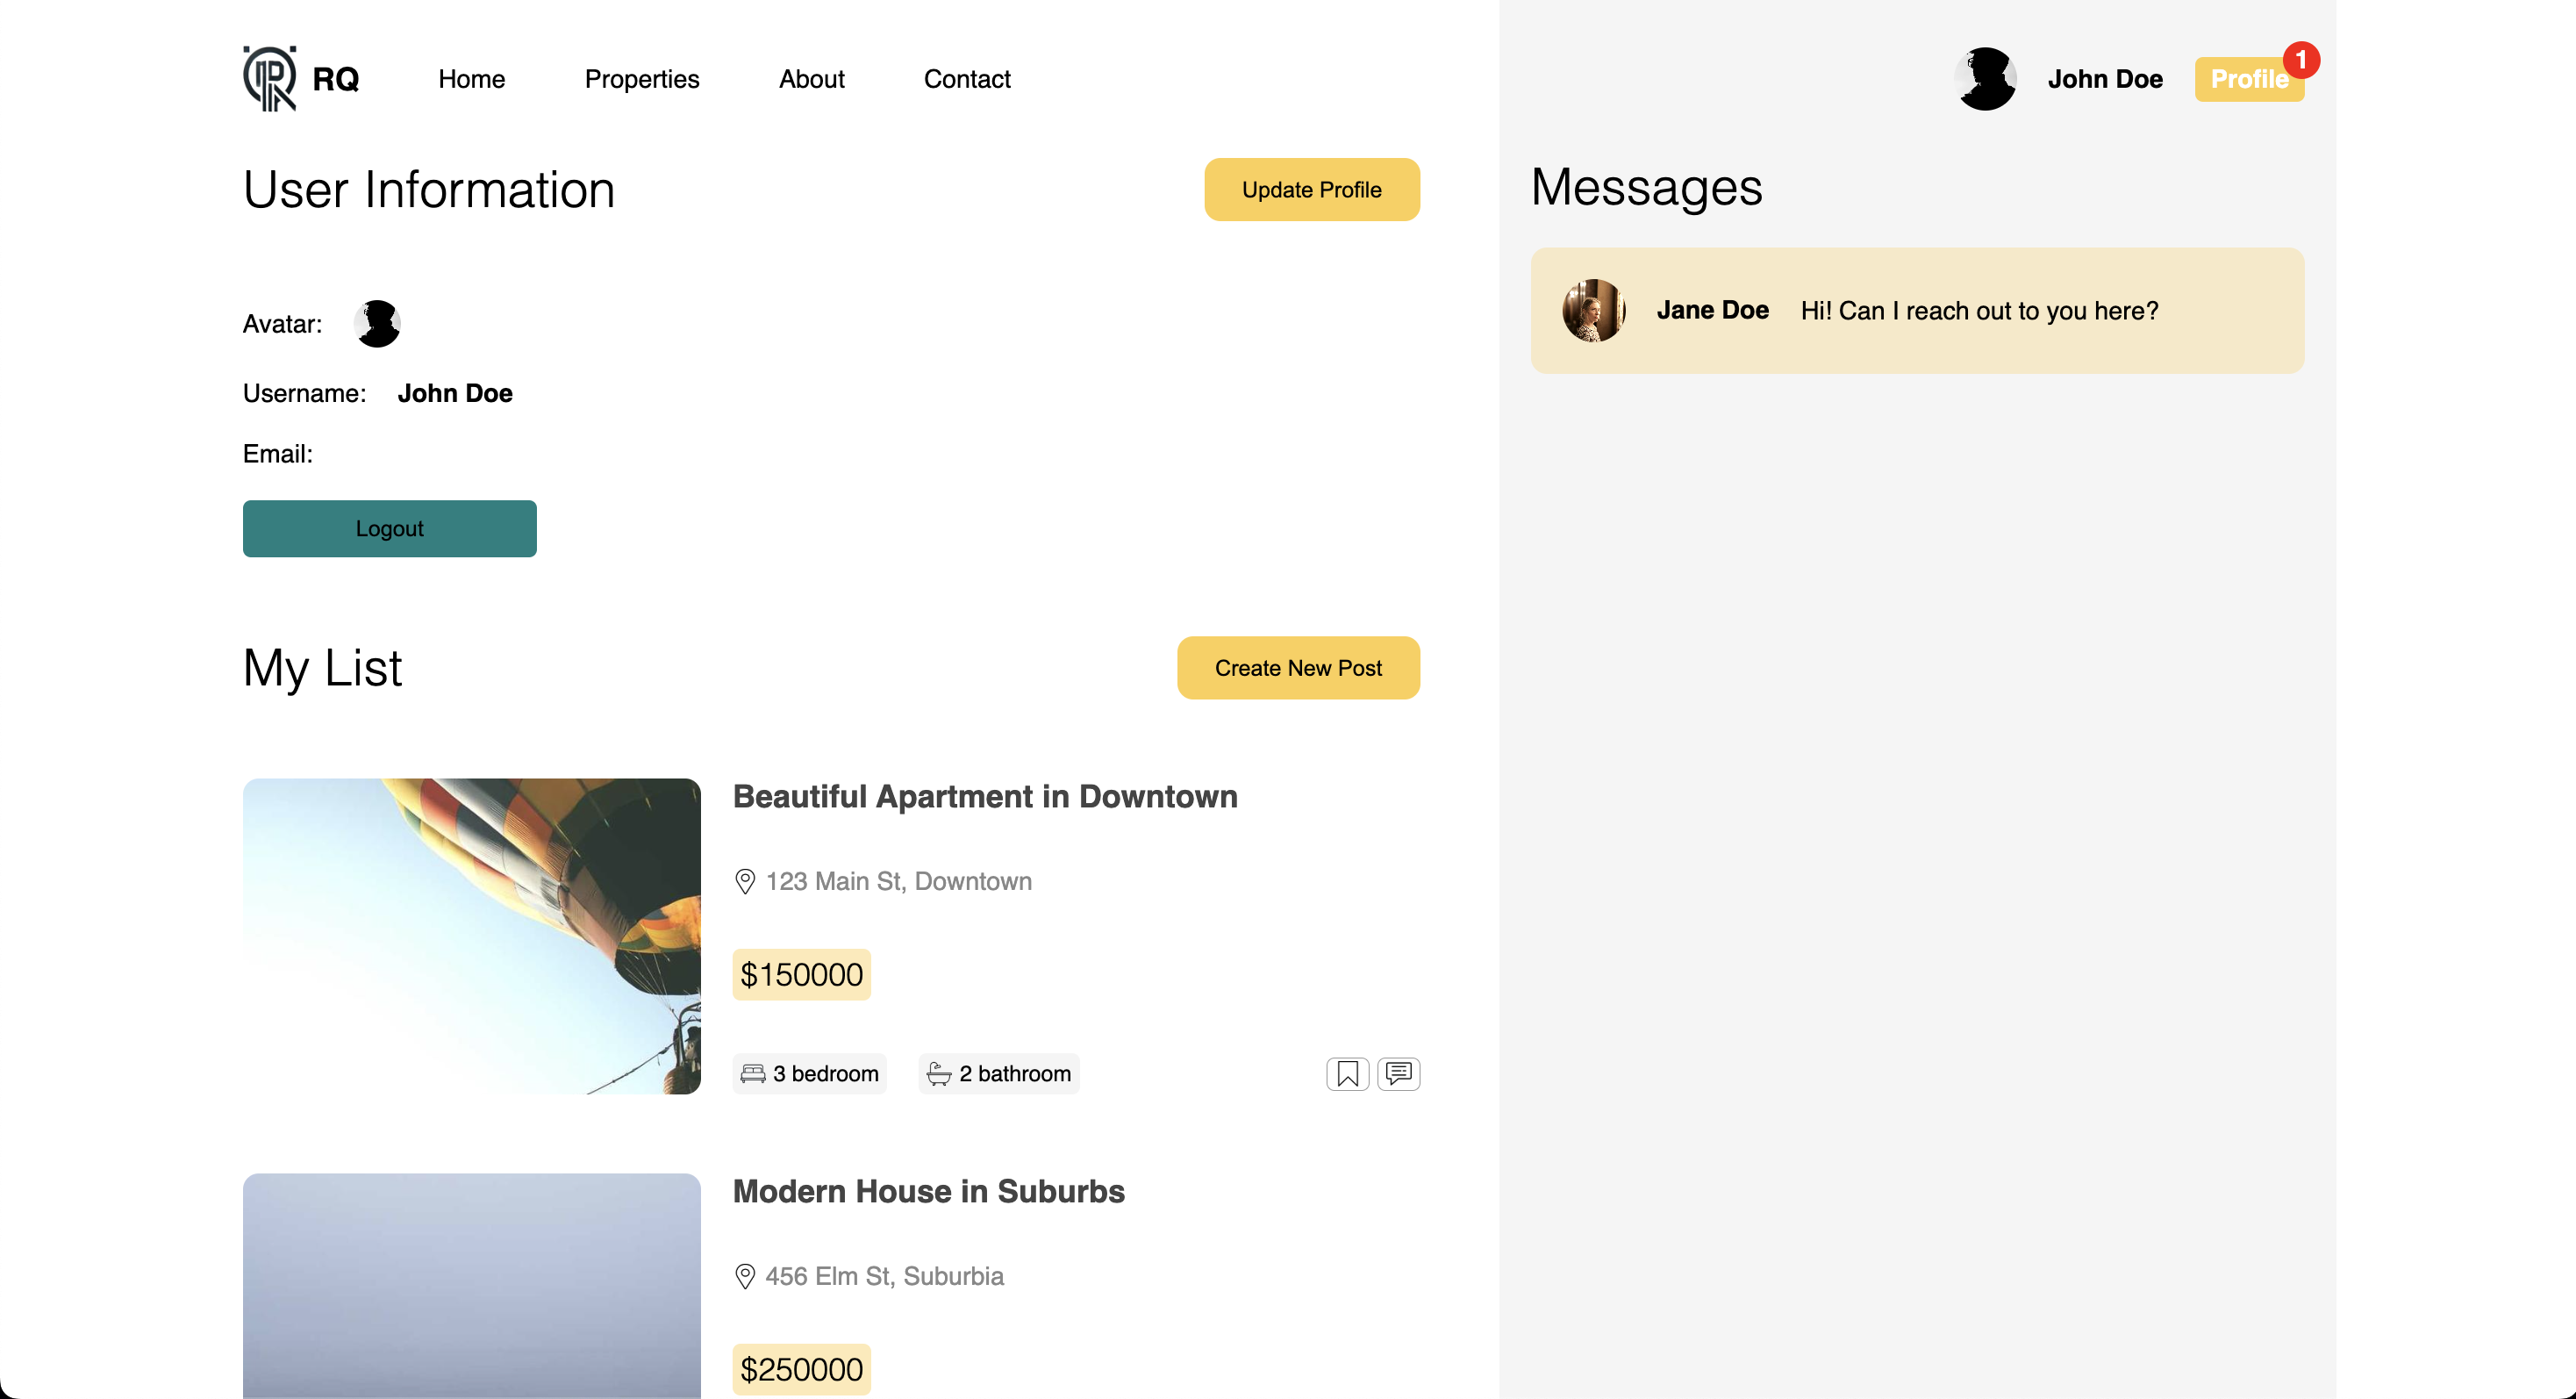 RQ Home Properties About Contact
John Doe Profile 1
User Information
Update Profile
Avatar:
Username: John Doe
Email:
Logout
My List
Create New Post
Beautiful Apartment in Downtown
123 Main St, Downtown
$150000
3 bedroom 2 bathroom
Modern House in Suburbs
456 Elm St, Suburbia
$250000
Messages
Jane Doe Hi! Can I reach out to you here?